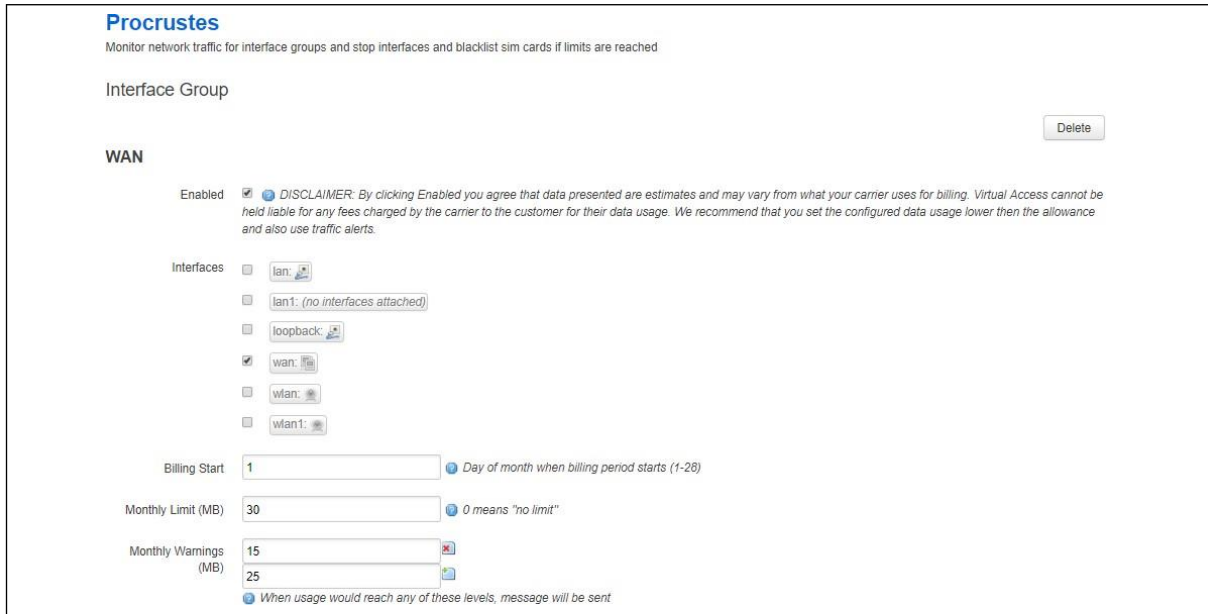 Procrustes
Monitor network traffic for interface groups and stop interfaces and blacklist sim cards if limits are reached
Interface Group
Delete
WAN
Enabled DISCLAIMER: By clicking Enabled you agree that data presented are estimates and may vary from what your carrier uses for billing. Virtual Access cannot be
held liable for any fees charged by the carrier to the customer for their data usage. We recommend that you set the configured data usage lower then the allowance
and also use traffic alerts.
Interfaces lan:
lan1: (no interfaces attached)
loopback:
wan:
wlan:
wlan1:
Billing Start 1 Day of month when billing period starts (1-28)
Monthly Limit (MB) 30 0 means "no limit"
Monthly Warnings 15
(MB) 25
When usage would reach any of these levels, message will be sent